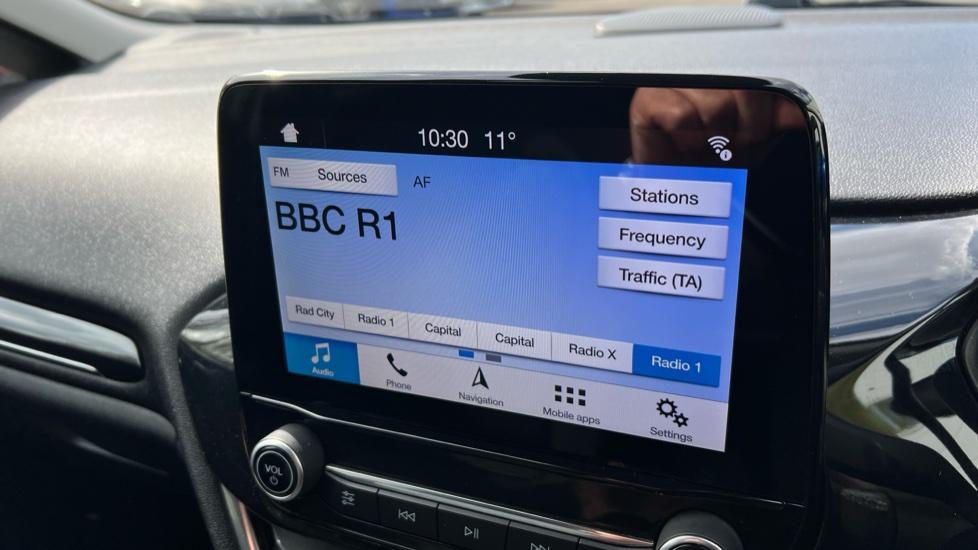 10:30 11°
FM Sources AF
Stations
BBC R1
Frequency
Traffic (TA)
Rad City Radio 1 Capital Capital Radio X Radio 1
Audio Phone Navigation Mobile apps Settings
VOL